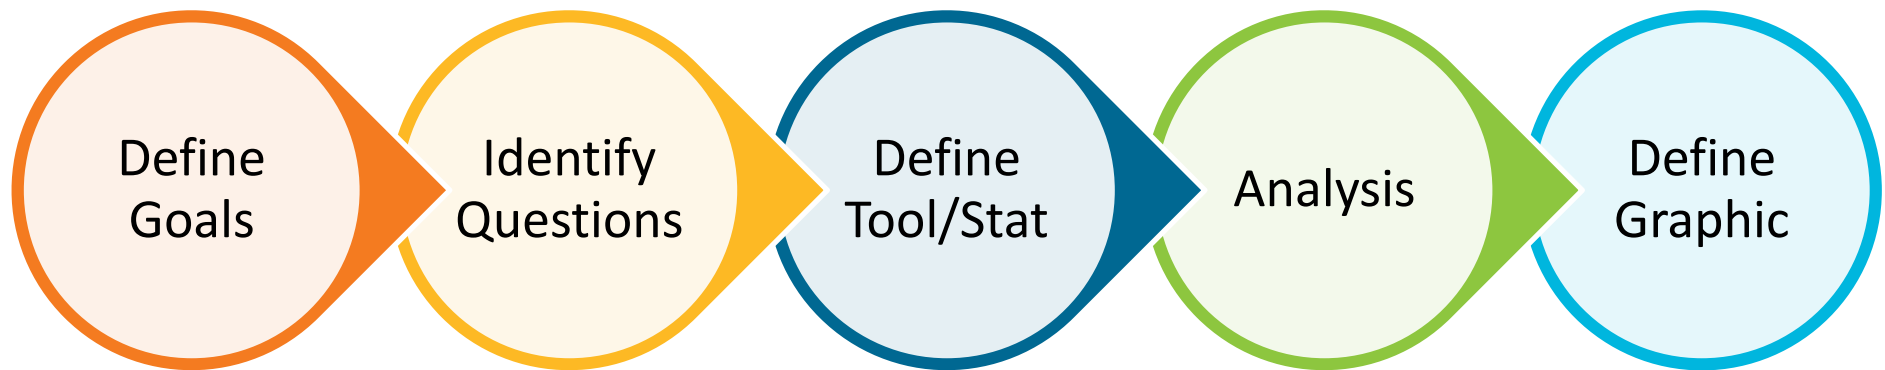 Define
Goals
Identify
Questions
Define
Tool/Stat
Analysis
Define
Graphic